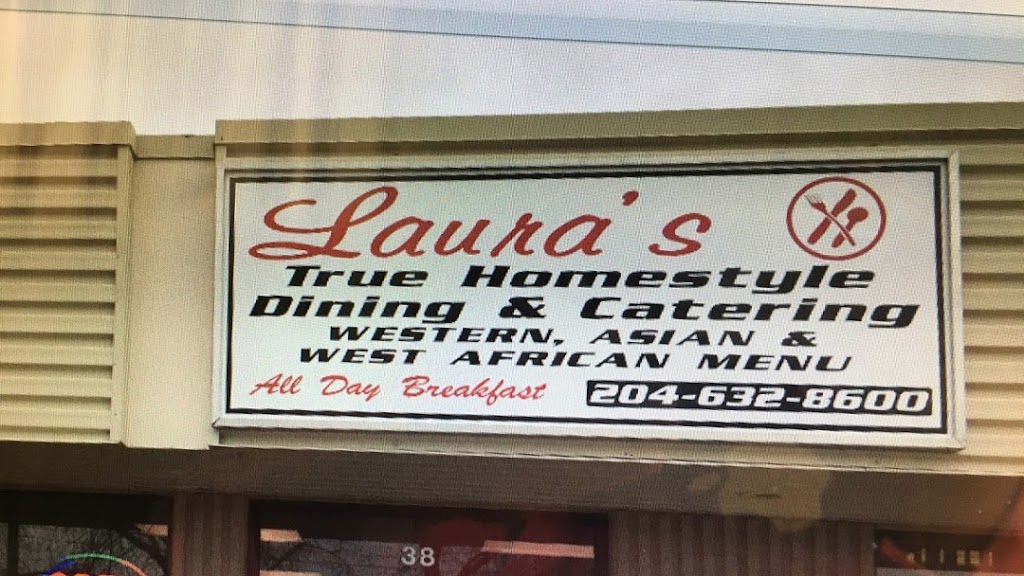 Laura's
True Homestyle
Dining & Catering
WESTERN, ASIAN &
WEST AFRICAN MENU
All Day Breakfast 204-632-8600
38